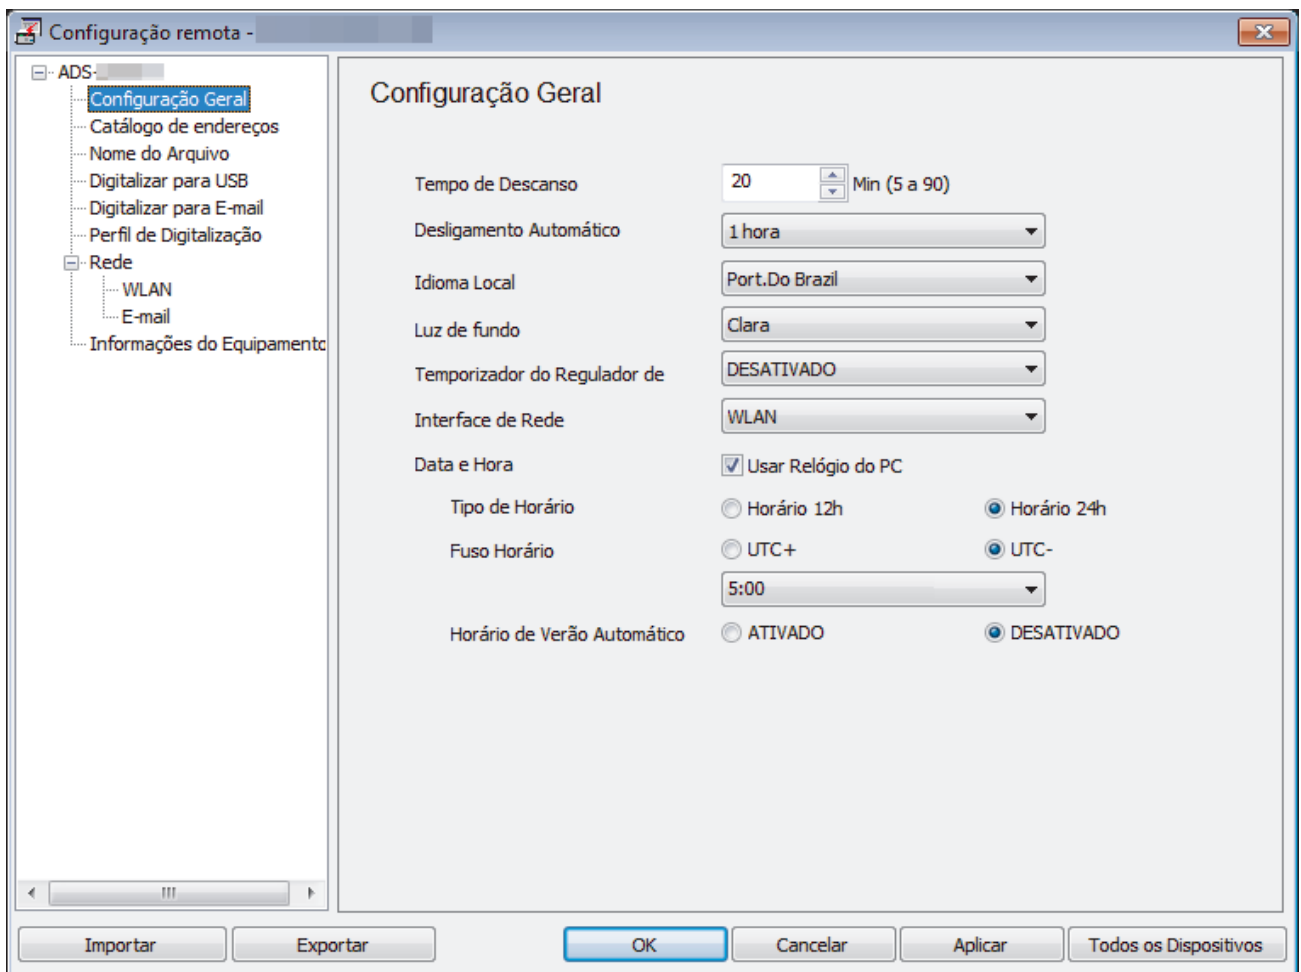 Configuração remota -
ADS-
Configuração Geral
Catálogo de endereços
Nome do Arquivo
Digitalizar para USB
Digitalizar para E-mail
Perfil de Digitalização
Rede
WLAN
E-mail
Informações do Equipamento
Configuração Geral
Tempo de Descanso 20 Min (5 a 90)
Desligamento Automático 1 hora
Idioma Local Port.Do Brazil
Luz de fundo Clara
Temporizador do Regulador de DESATIVADO
Interface de Rede WLAN
Data e Hora Usar Relógio do PC
Tipo de Horário Horário 12h Horário 24h
Fuso Horário UTC+ UTC-
5:00
Horário de Verão Automático ATIVADO DESATIVADO
Importar Exportar OK Cancelar Aplicar Todos os Dispositivos